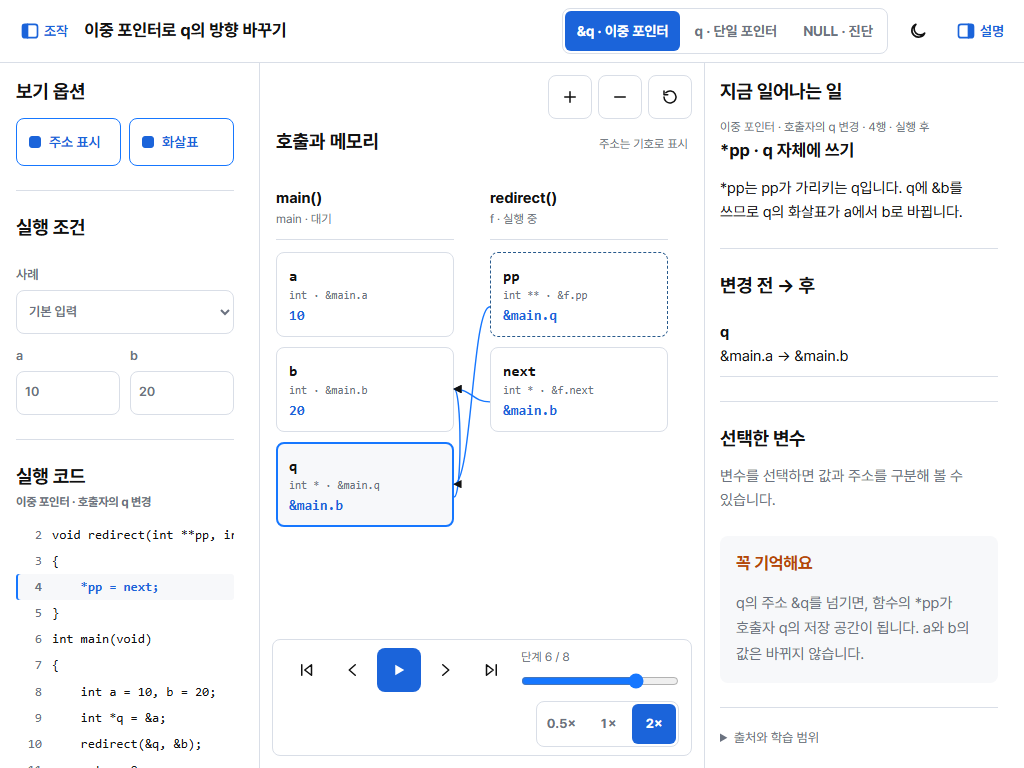 조작
이중 포인터로 q의 방향 바꾸기
&q · 이중 포인터
q · 단일 포인터
NULL · 진단
설명
보기 옵션
주소 표시
화살표
실행 조건
사례
기본 입력
a
b
10
20
실행 코드
이중 포인터 · 호출자의 q 변경
2 void redirect(int **pp, in
3 {
4 *pp = next;
5 }
6 int main(void)
7 {
8 int a = 10, b = 20;
9 int *q = &a;
10 redirect(&q, &b);
호출과 메모리
주소는 기호로 표시
main()
main · 대기
a
int · &main.a
10
b
int · &main.b
20
q
int * · &main.q
&main.b
redirect()
f · 실행 중
pp
int ** · &f.pp
&main.q
next
int * · &f.next
&main.b
단계 6 / 8
0.5×
1×
2×
지금 일어나는 일
이중 포인터 · 호출자의 q 변경 · 4행 · 실행 후
*pp · q 자체에 쓰기
*pp는 pp가 가리키는 q입니다. q에 &b를
쓰므로 q의 화살표가 a에서 b로 바뀝니다.
변경 전 → 후
q
&main.a → &main.b
선택한 변수
변수를 선택하면 값과 주소를 구분해 볼 수
있습니다.
꼭 기억해요
q의 주소 &q를 넘기면, 함수의 *pp가
호출자 q의 저장 공간이 됩니다. a와 b의
값은 바뀌지 않습니다.
출처와 학습 범위